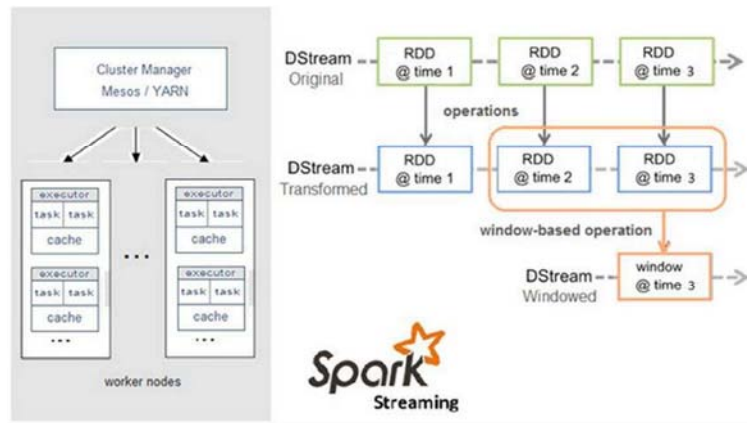 Cluster Manager
Mesos / YARN
executor
task task
cache
executor
task task
cache
...
...
executor
task task
cache
executor
task task
cache
...
worker nodes
DStream
Original
RDD
@ time 1
RDD
@ time 2
RDD
@ time 3
operations
DStream
Transformed
RDD
@ time 1
RDD
@ time 2
RDD
@ time 3
window-based operation
DStream
Windowed
window
@ time 3
Spark
Streaming